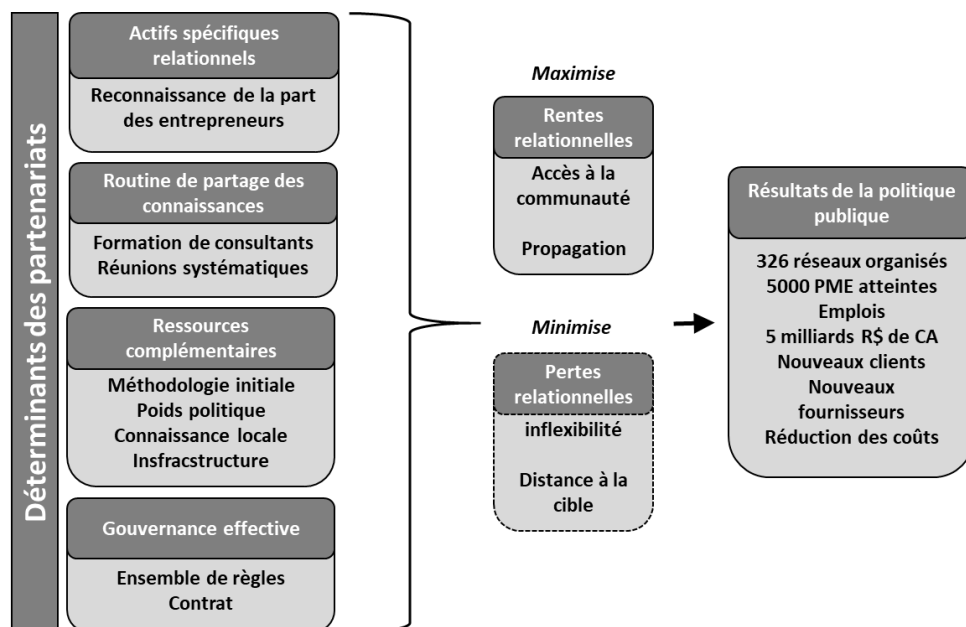 Déterminants des partenariats
Actifs spécifiques
relationnels
Reconnaissance de la part
des entrepreneurs
Routine de partage des
connaissances
Formation de consultants
Réunions systématiques
Ressources
complémentaires
Méthodologie initiale
Poids politique
Connaissance locale
Insfracstructure
Gouvernance effective
Ensemble de règles
Contrat
Maximise
Rentes
relationnelles
Accès à la
communauté
Propagation
Minimise
Pertes
relationnelles
inflexibilité
Distance à la
cible
Résultats de la politique
publique
326 réseaux organisés
5000 PME atteintes
Emplois
5 milliards R$ de CA
Nouveaux clients
Nouveaux
fournisseurs
Réduction des coûts